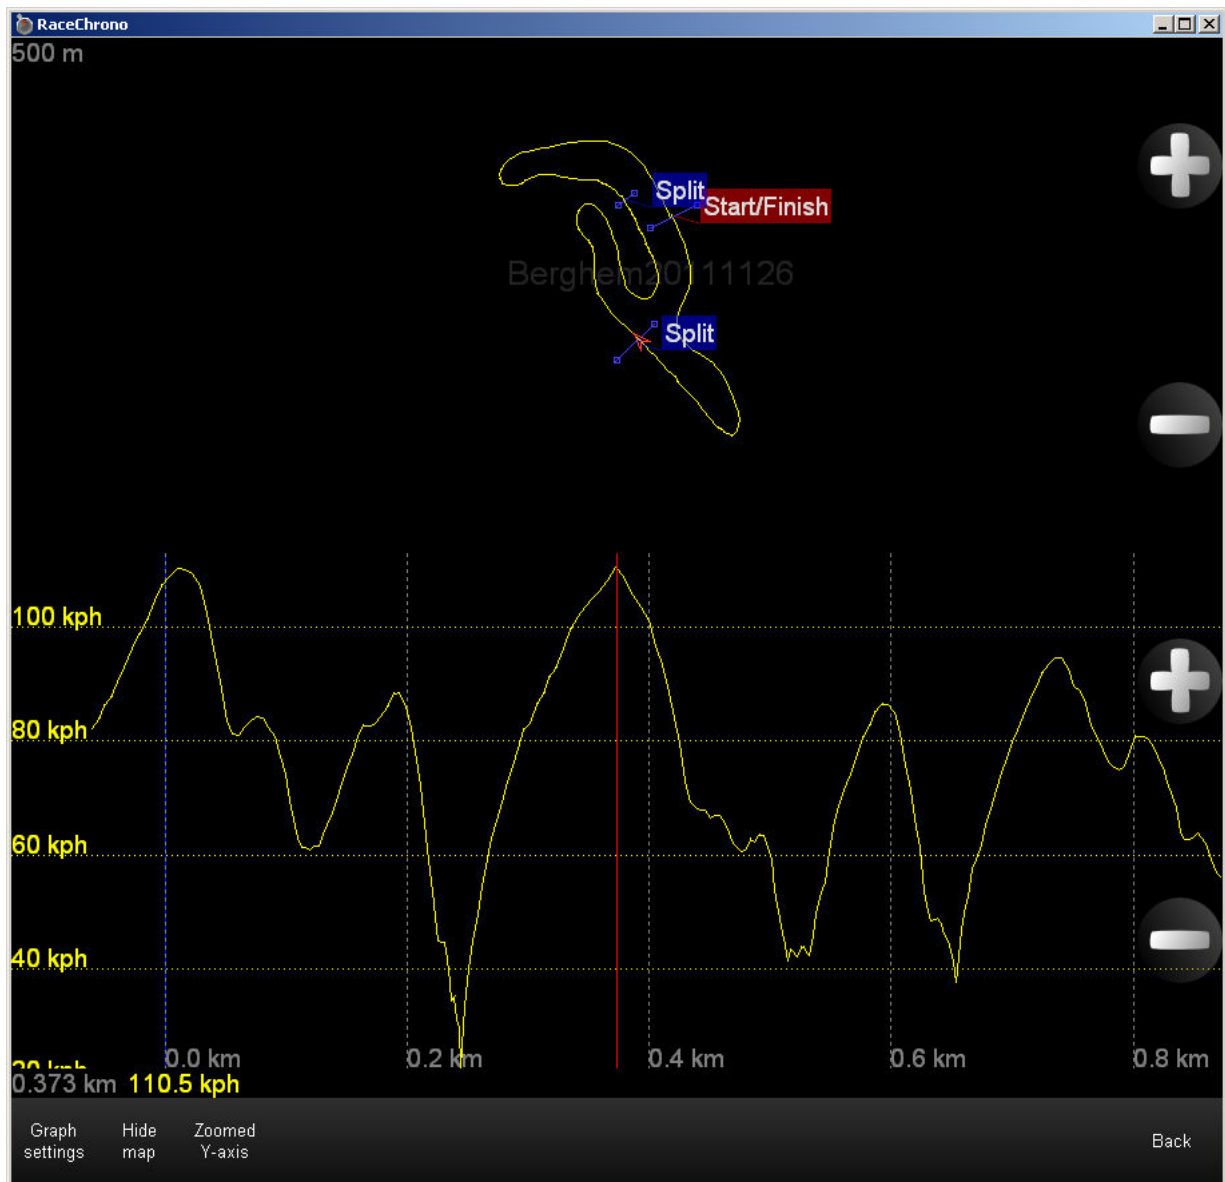 RaceChrono
500 m
Split
Start/Finish
Berghem20111126
Split
100 kph
80 kph
60 kph
40 kph
20 kph
0.0 km
0.2 km
0.4 km
0.6 km
0.8 km
0.373 km 110.5 kph
Graph settings
Hide map
Zoomed Y-axis
Back